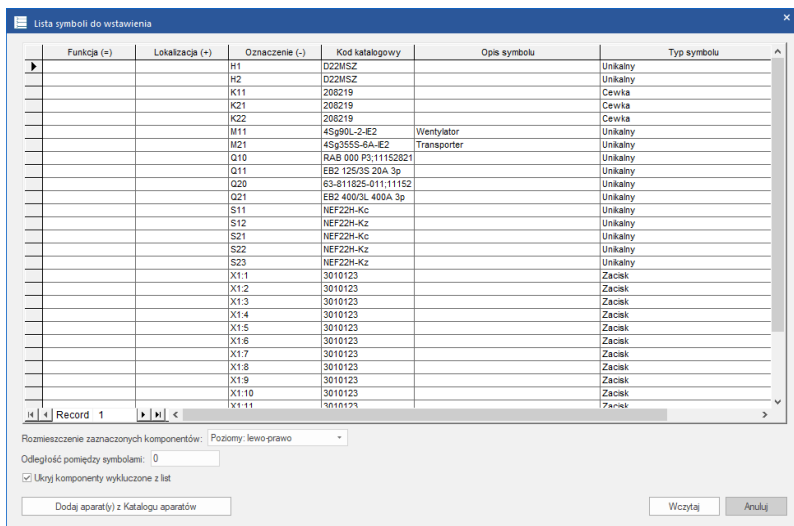 Lista symboli do wstawienia
Funkcja (=) Lokalizacja (+) Oznaczenie (-) Kod katalogowy Opis symbolu Typ symbolu
H1 D22MSZ Unikalny
H2 D22MSZ Unikalny
K11 208219 Cewka
K21 208219 Cewka
K22 208219 Cewka
M11 4Sg90L-2-IE2 Wentylator Unikalny
M21 4Sg355S-6A-IE2 Transporter Unikalny
Q10 RAB 000 P3;11152821 Unikalny
Q11 EB2 125/3S 20A 3p Unikalny
Q20 63-811825-011;11152 Unikalny
Q21 EB2 400/3L 400A 3p Unikalny
S11 NEF22H-Kc Unikalny
S12 NEF22H-Kz Unikalny
S21 NEF22H-Kc Unikalny
S22 NEF22H-Kz Unikalny
S23 NEF22H-Kz Unikalny
X1:1 3010123 Zacisk
X1:2 3010123 Zacisk
X1:3 3010123 Zacisk
X1:4 3010123 Zacisk
X1:5 3010123 Zacisk
X1:6 3010123 Zacisk
X1:7 3010123 Zacisk
X1:8 3010123 Zacisk
X1:9 3010123 Zacisk
X1:10 3010123 Zacisk
X1:11 3010123 Zacisk
Record 1
Rozmieszczenie zaznaczonych komponentów: Poziomy: lewo-prawo
Odległość pomiędzy symbolami: 0
Ukryj komponenty wykluczone z list
Dodaj aparat(y) z Katalogu aparatów Wczytaj Anuluj